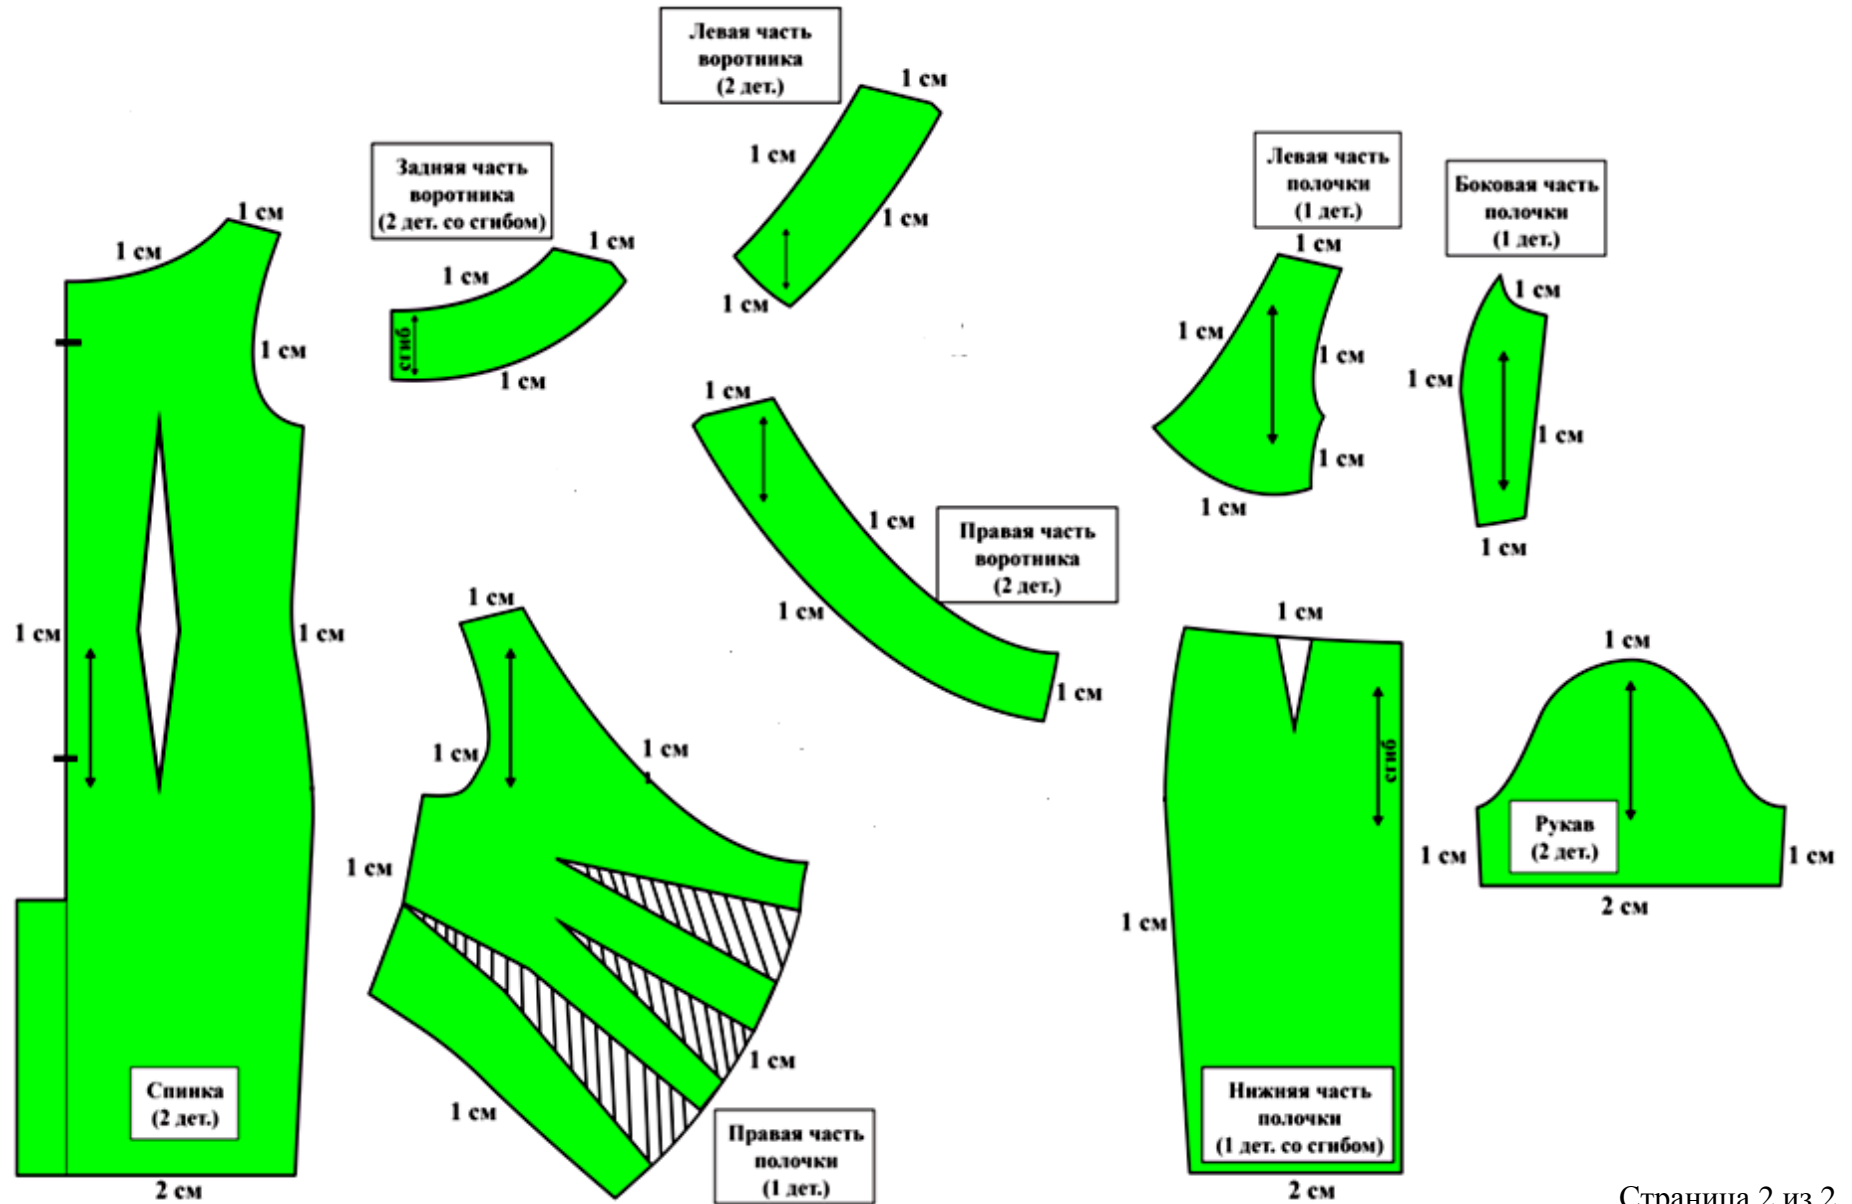 Левая часть
воротника
(2 дет.)
1 см
1 см
1 см
1 см
Задняя часть
воротника
(2 дет. со сгибом)
1 см
1 см
сгиб
1 см
Левая часть
полочки
(1 дет.)
1 см
1 см
1 см
1 см
1 см
Боковая часть
полочки
(1 дет.)
1 см
1 см
1 см
1 см
1 см
1 см
1 см
1 см
1 см
Спинка
(2 дет.)
2 см
1 см
1 см
1 см
1 см
Правая часть
воротника
(2 дет.)
1 см
1 см
1 см
1 см
1 см
1 см
Правая часть
полочки
(1 дет.)
1 см
сгиб
1 см
Нижняя часть
полочки
(1 дет. со сгибом)
2 см
1 см
Рукав
(2 дет.)
1 см
1 см
2 см
Страница 2 из 2